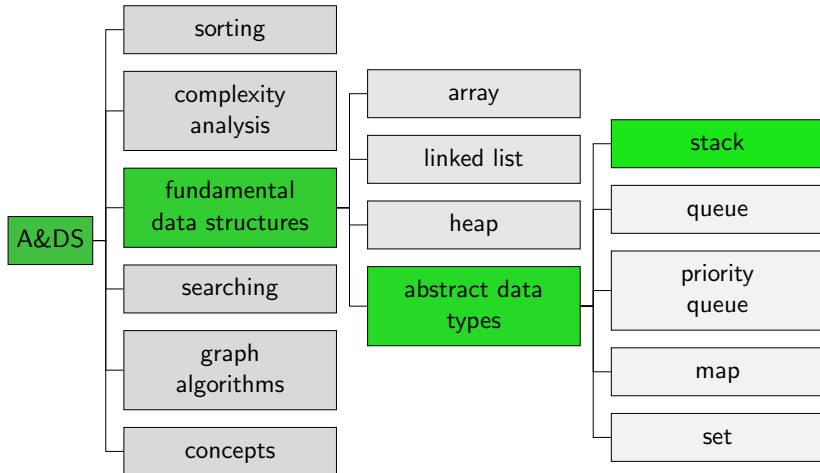 A&DS
sorting
complexity
analysis
fundamental
data structures
searching
graph
algorithms
concepts
array
linked list
heap
abstract data
types
stack
queue
priority
queue
map
set